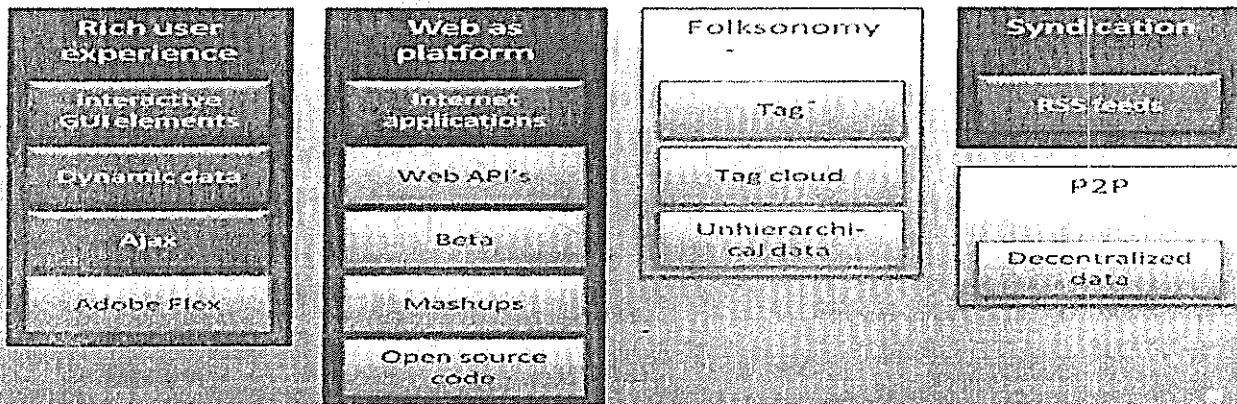 Rich user
experience
Interactive
GUI elements
Dynamic data
Ajax
Adobe Flex
Web as
platform
Internet
applications
Web API's
Beta
Mashups
Open source
code
Folksonomy
Tag
Tag cloud
Unhierarchi-
cal data
Syndication
RSS feeds
P2P
Decentralized
data